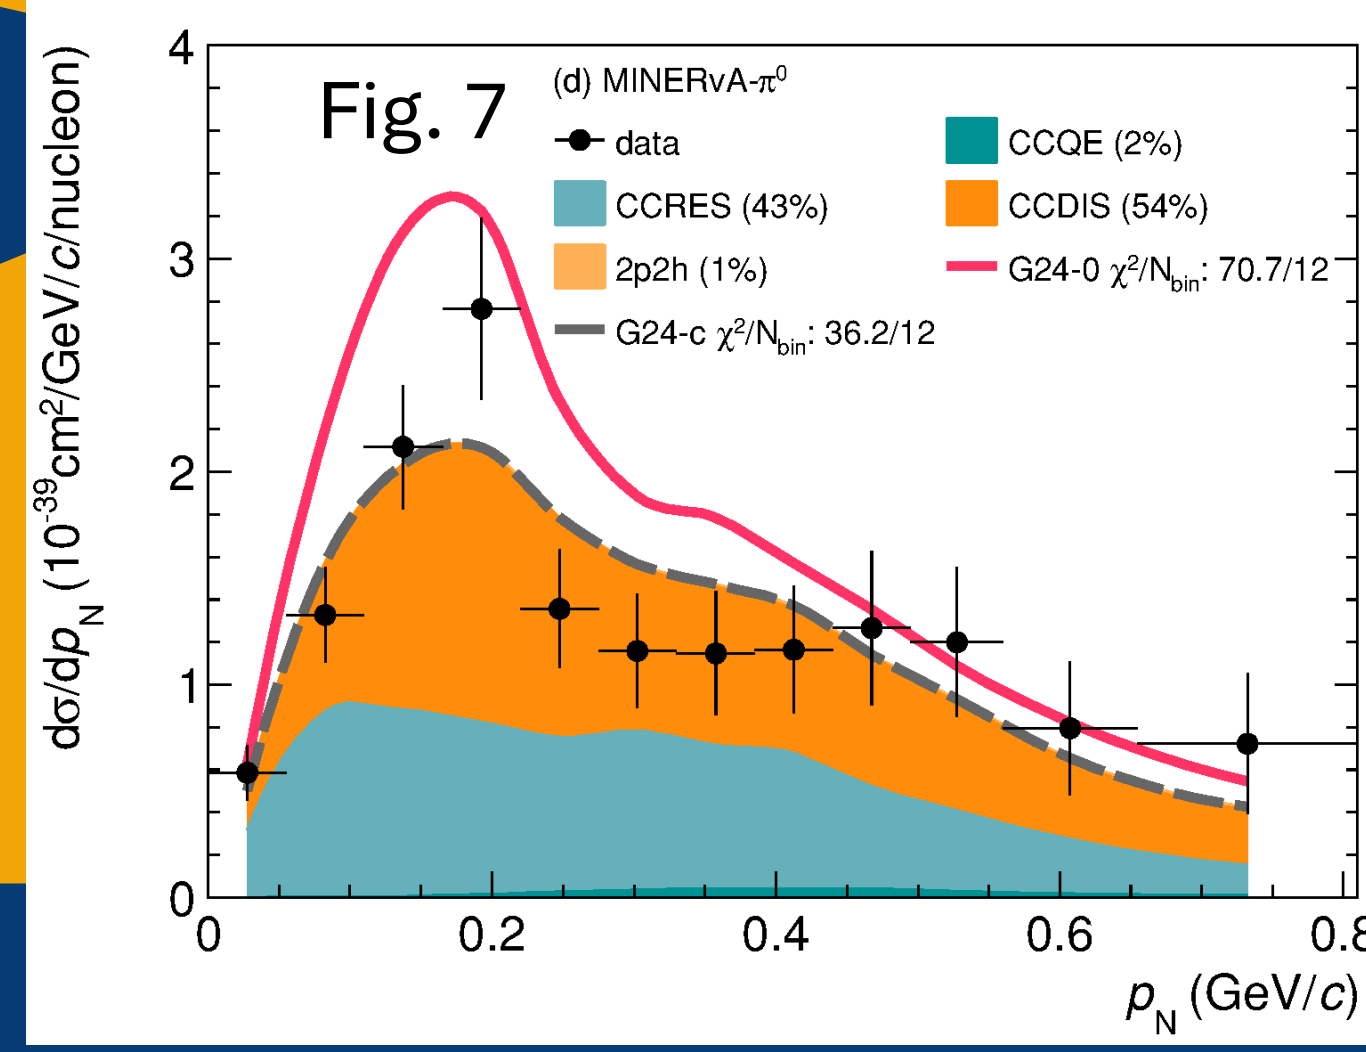 Fig. 7
(d) MINERvA-π⁰
data
CCQE (2%)
CCRES (43%)
CCDIS (54%)
2p2h (1%)
G24-0 χ²/N_bin: 70.7/12
G24-c χ²/N_bin: 36.2/12
dσ/dp_N (10⁻³⁹cm²/GeV/c/nucleon)
4
3
2
1
0
0 0.2 0.4 0.6 0.8
p_N (GeV/c)